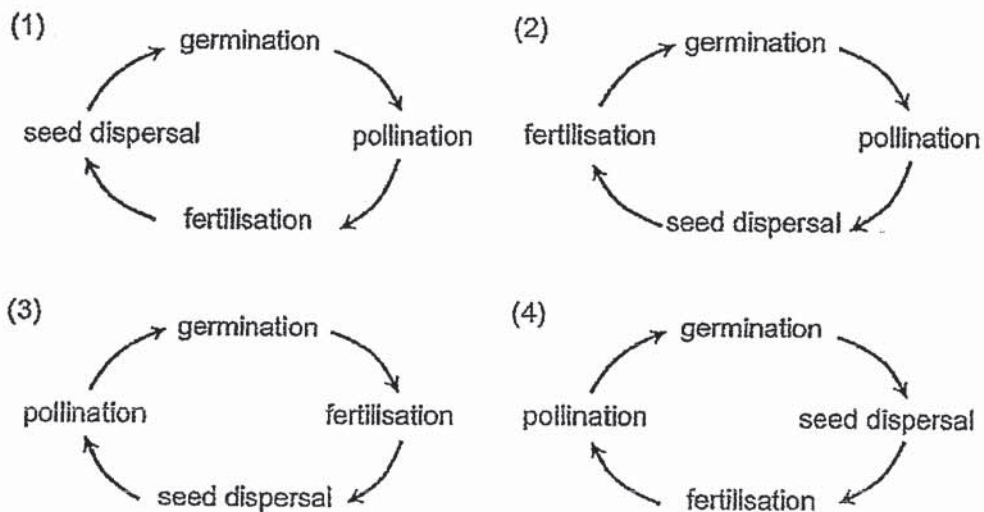 (1)
germination
seed dispersal
pollination
fertilisation
(2)
germination
fertilisation
pollination
seed dispersal
(3)
germination
pollination
fertilisation
seed dispersal
(4)
germination
pollination
seed dispersal
fertilisation